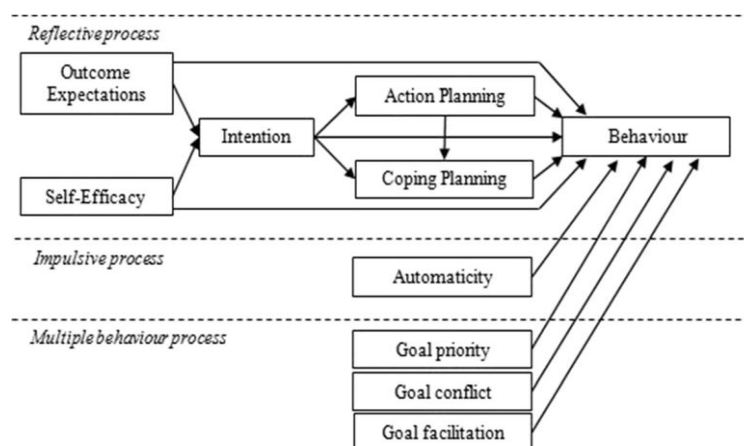 Reflective process
Outcome
Expectations
Action Planning
Intention
Behaviour
Coping Planning
Self-Efficacy
Impulsive process
Automaticity
Multiple behaviour process
Goal priority
Goal conflict
Goal facilitation